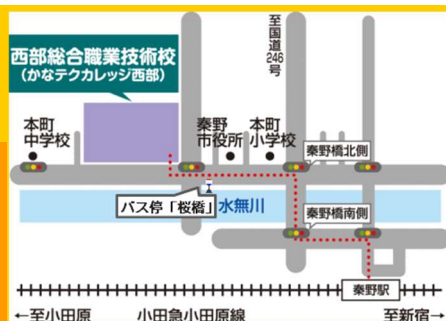 西部総合職業技術校
(かなテクカレッジ西部)
至国道
246
号
本町
中学校
秦野
市役所
本町
小学校
秦野橋北側
バス停「桜橋」
水無川
秦野橋南側
秦野駅
←至小田原
小田急小田原線
至新宿→